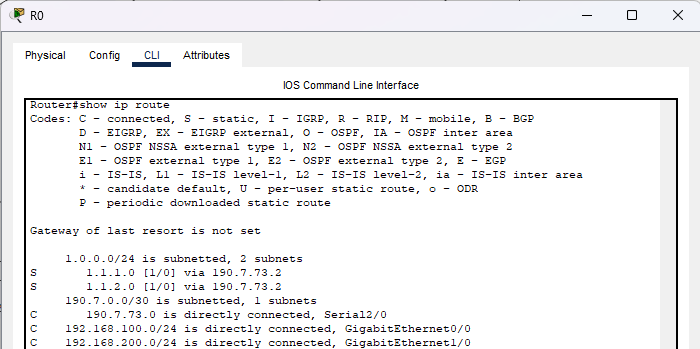 R0
Physical Config CLI Attributes
IOS Command Line Interface
Router#show ip route
Codes: C - connected, S - static, I - IGRP, R - RIP, M - mobile, B - BGP
D - EIGRP, EX - EIGRP external, O - OSPF, IA - OSPF inter area
N1 - OSPF NSSA external type 1, N2 - OSPF NSSA external type 2
E1 - OSPF external type 1, E2 - OSPF external type 2, E - EGP
i - IS-IS, L1 - IS-IS level-1, L2 - IS-IS level-2, ia - IS-IS inter area
* - candidate default, U - per-user static route, o - ODR
P - periodic downloaded static route
Gateway of last resort is not set
1.0.0.0/24 is subnetted, 2 subnets
S 1.1.1.0 [1/0] via 190.7.73.2
S 1.1.2.0 [1/0] via 190.7.73.2
190.7.0.0/30 is subnetted, 1 subnets
C 190.7.73.0 is directly connected, Serial2/0
C 192.168.100.0/24 is directly connected, GigabitEthernet0/0
C 192.168.200.0/24 is directly connected, GigabitEthernet1/0